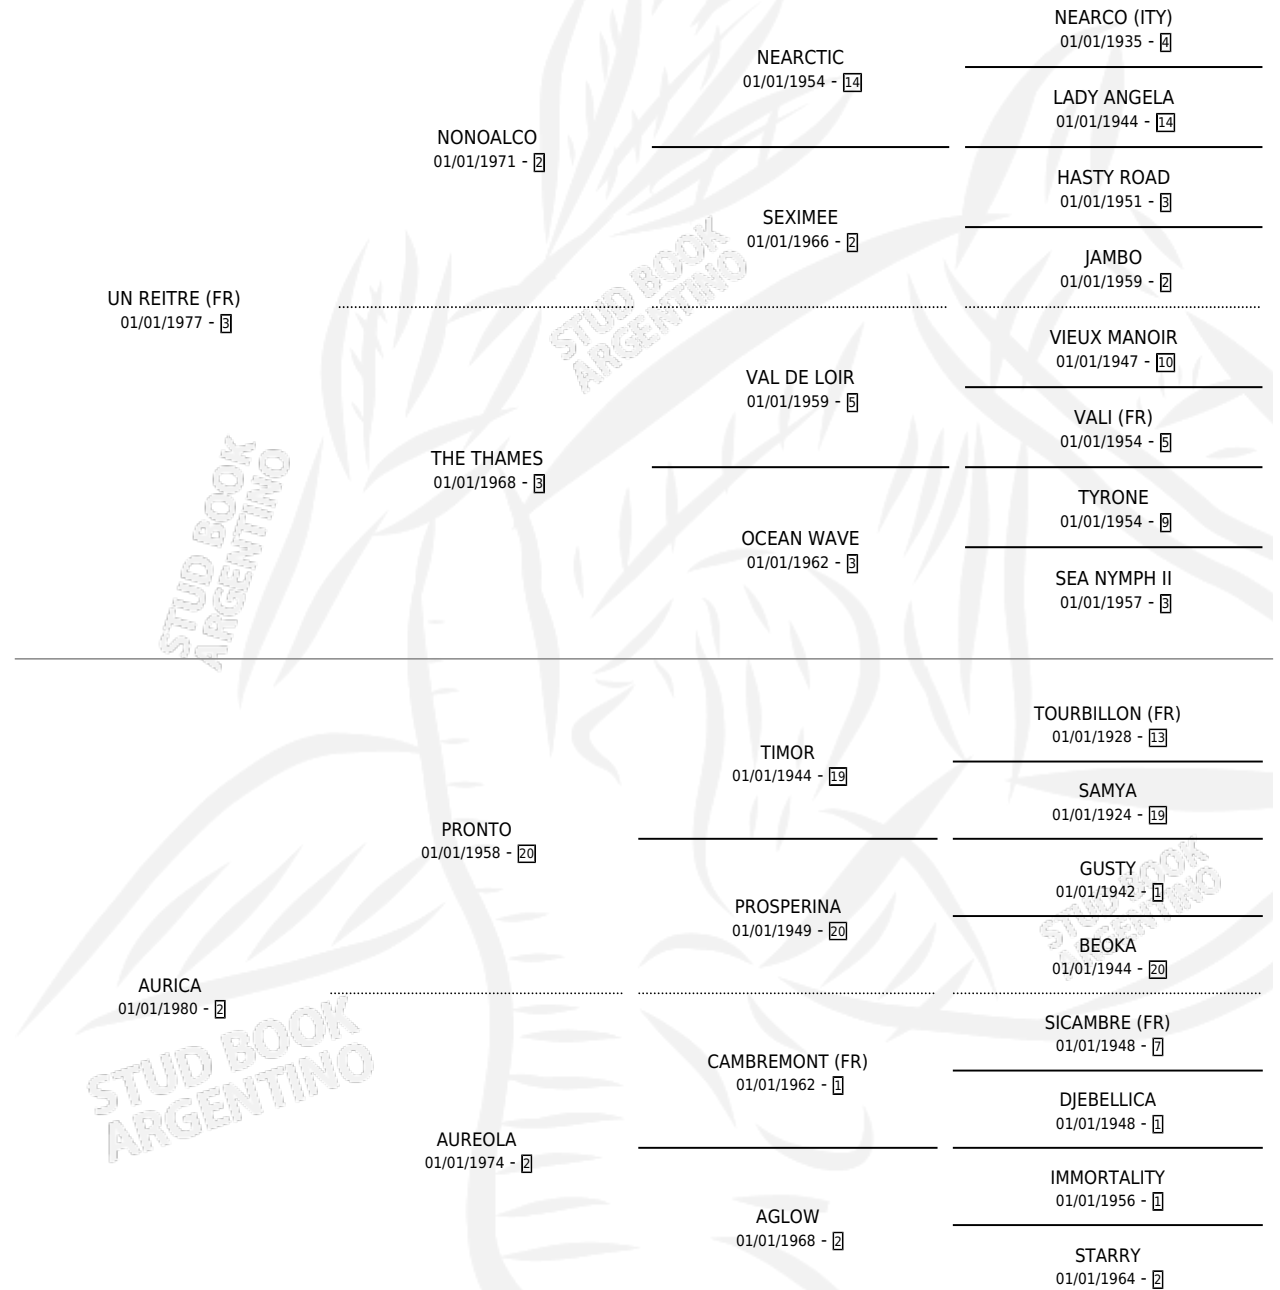 NEARCO (ITY)
01/01/1935 - 4
NEARCTIC
01/01/1954 - 14
LADY ANGELA
01/01/1944 - 14
NONOALCO
01/01/1971 - 2
HASTY ROAD
01/01/1951 - 3
SEXIMEE
01/01/1966 - 2
JAMBO
01/01/1959 - 2
UN REITRE (FR)
01/01/1977 - 3
VIEUX MANOIR
01/01/1947 - 10
VAL DE LOIR
01/01/1959 - 5
VALI (FR)
01/01/1954 - 5
THE THAMES
01/01/1968 - 3
TYRONE
01/01/1954 - 9
OCEAN WAVE
01/01/1962 - 3
SEA NYMPH II
01/01/1957 - 3
STUD BOOK
ARGENTINO
STUD BOOK
ARGENTINO
TOURBILLON (FR)
01/01/1928 - 13
TIMOR
01/01/1944 - 19
SAMYA
01/01/1924 - 19
PRONTO
01/01/1958 - 20
GUSTY
01/01/1942 - 1
PROSPERINA
01/01/1949 - 20
BEOKA
01/01/1944 - 20
STUD BOOK
ARGENTINO
AURICA
01/01/1980 - 2
SICAMBRE (FR)
01/01/1948 - 7
CAMBREMONT (FR)
01/01/1962 - 1
DJEBELLICA
01/01/1948 - 1
STUD BOOK
ARGENTINO
AUREOLA
01/01/1974 - 2
IMMORTALITY
01/01/1956 - 1
AGLOW
01/01/1968 - 2
STARRY
01/01/1964 - 2